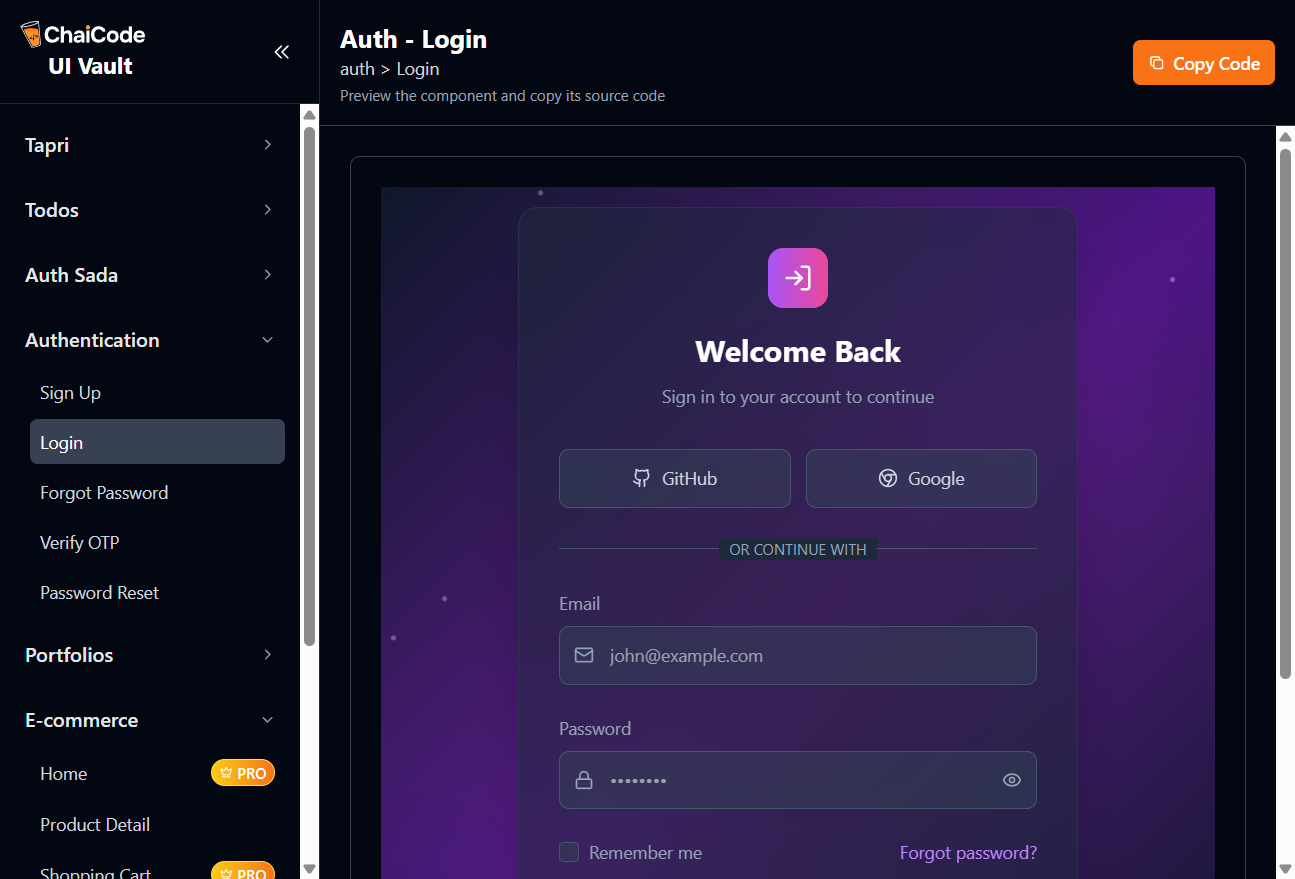 ChaiCode
UI Vault
Tapri
Todos
Auth Sada
Authentication
Sign Up
Login
Forgot Password
Verify OTP
Password Reset
Portfolios
E-commerce
Home
PRO
Product Detail
Shopping Cart
PRO
Auth - Login
auth > Login
Preview the component and copy its source code
Copy Code
Welcome Back
Sign in to your account to continue
GitHub
Google
OR CONTINUE WITH
Email
john@example.com
Password
••••••••
Remember me
Forgot password?